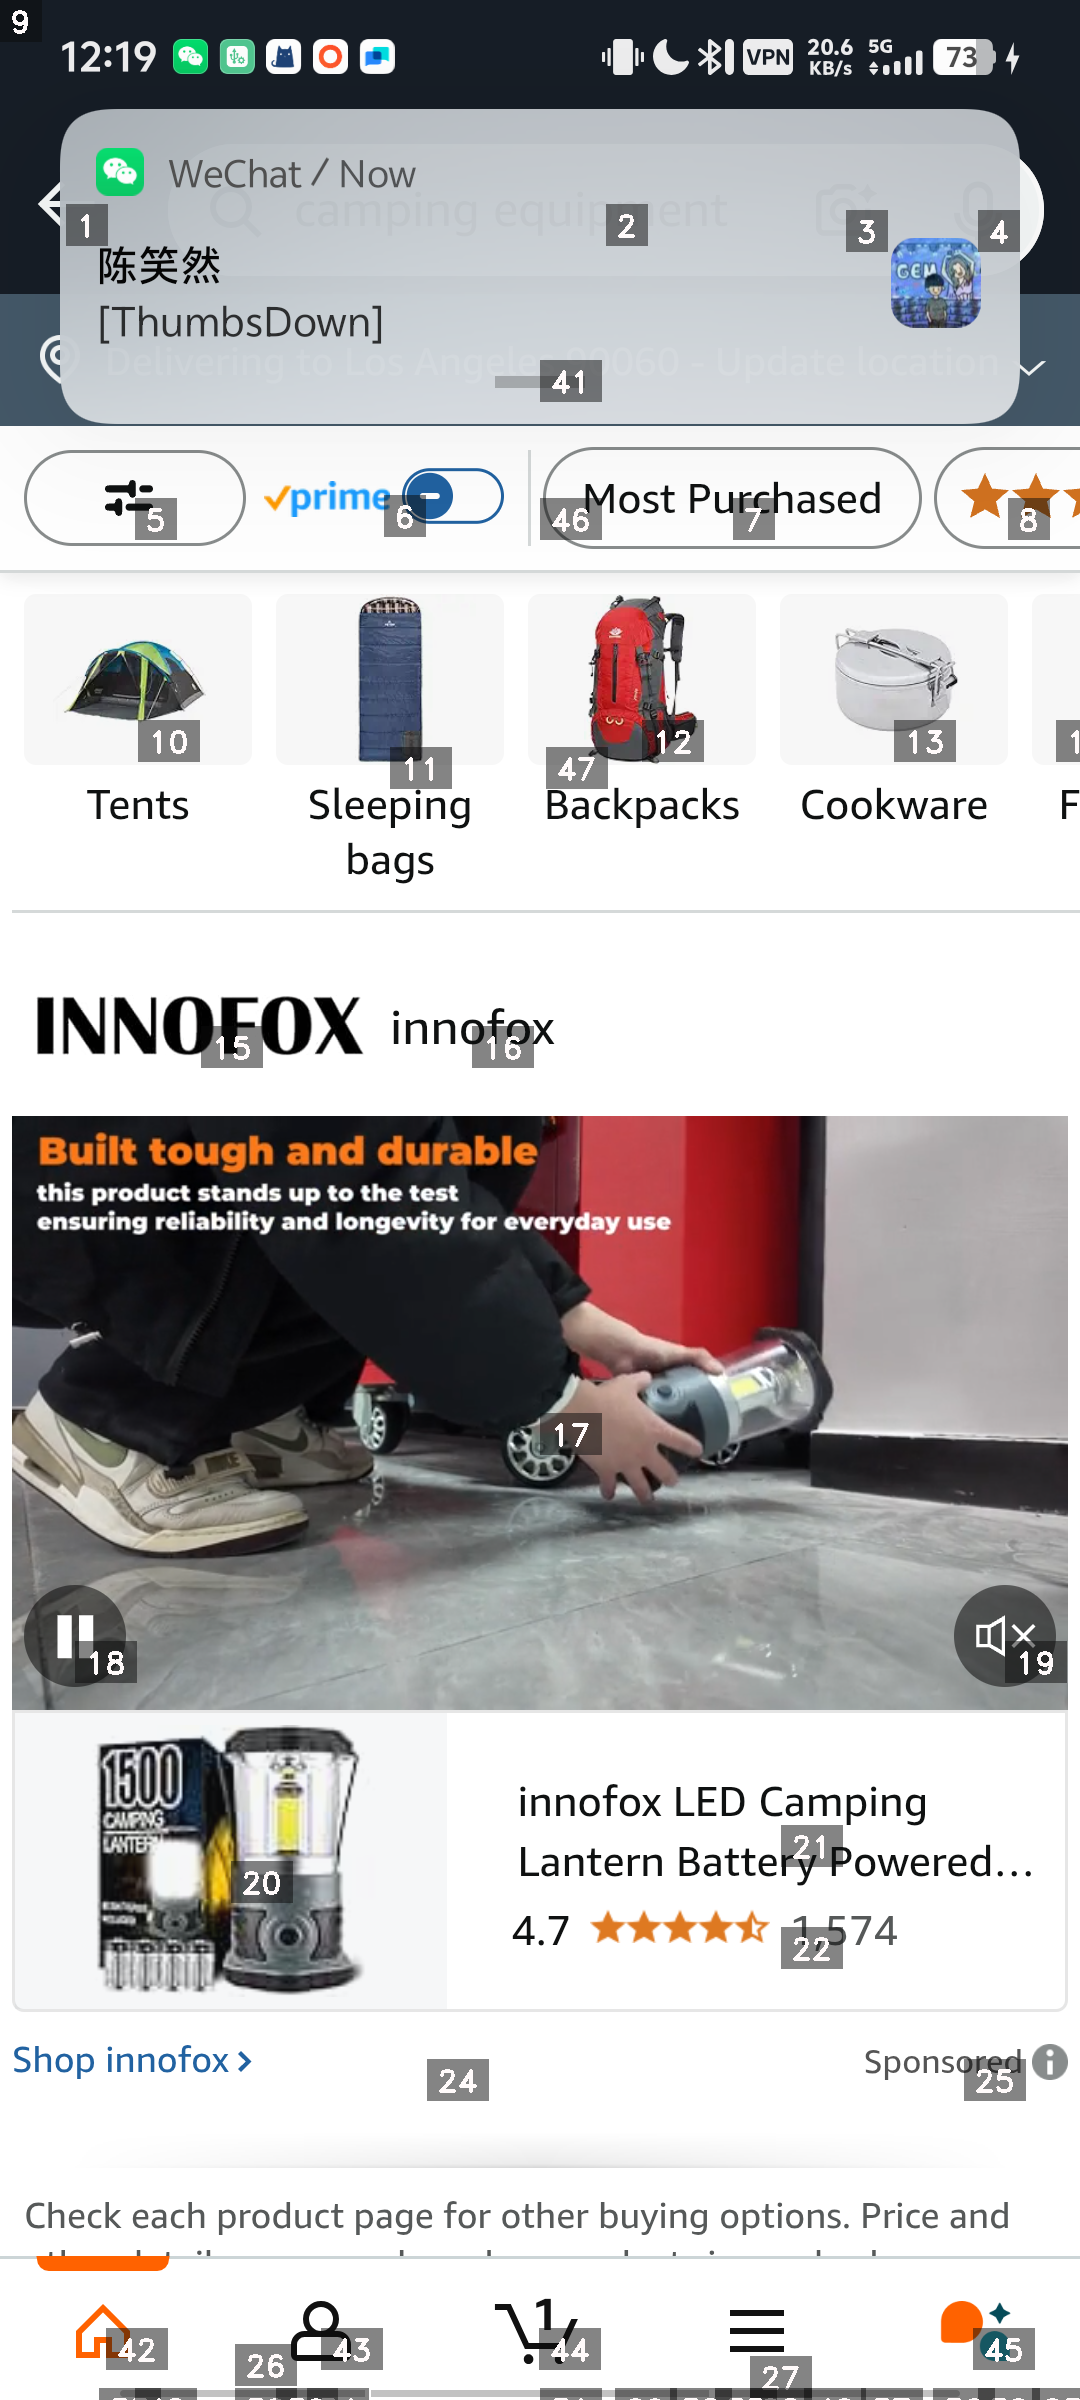 9
12:19
VPN
20.6
KB/s
5G
73
WeChat / Now
camping equipment
1
2
3
4
陈笑然
[ThumbsDown]
GEM
Delivering to Los Angeles 90060 - Update location
41
prime
Most Purchased
5
6
46
7
8
10
11
47
12
13
Tents
Sleeping
bags
Backpacks
Cookware
F
INNOFOX
innofox
15
16
Built tough and durable
this product stands up to the test
ensuring reliability and longevity for everyday use
17
18
19
1500
CAMPING
LANTERN
20
innofox LED Camping
Lantern Battery Powered...
21
4.7
1,574
22
Shop innofox
24
Sponsored
25
Check each product page for other buying options. Price and
1
42
26
43
44
27
45